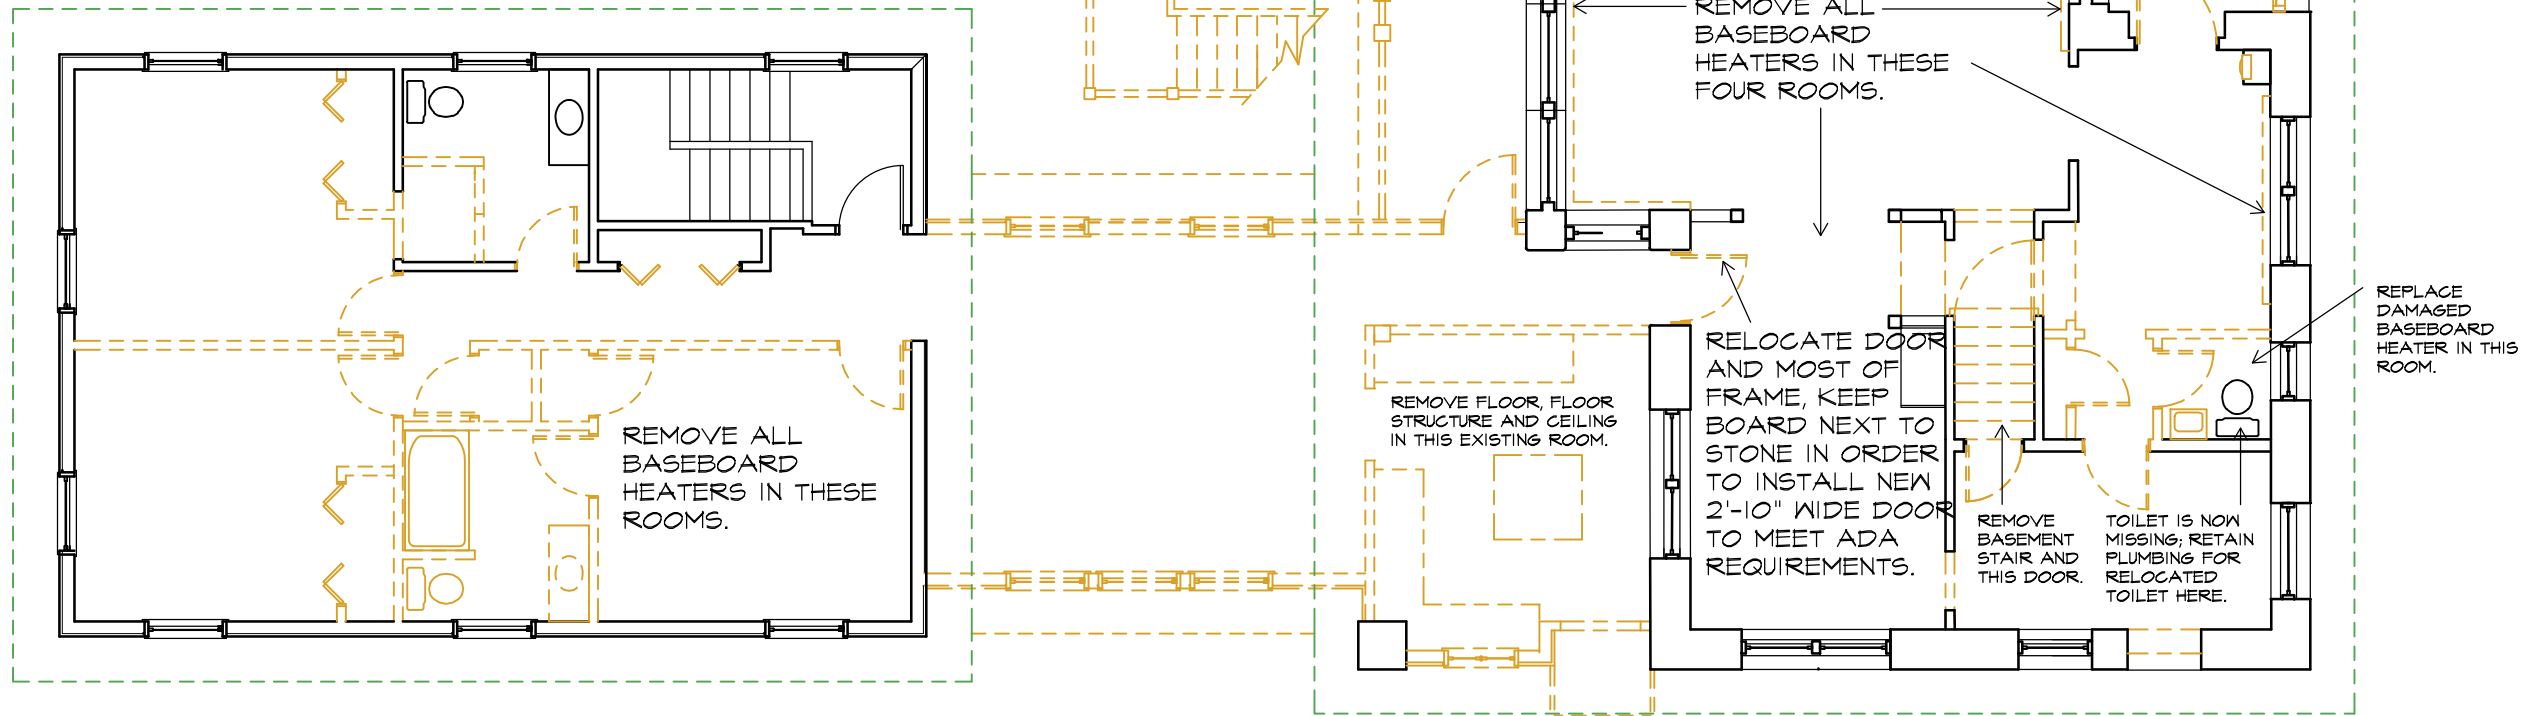 REMOVE ALL
BASEBOARD
HEATERS IN THESE
FOUR ROOMS.
REPLACE
DAMAGED
BASEBOARD
HEATER IN THIS
ROOM.
RELOCATE DOOR
AND MOST OF
FRAME, KEEP
BOARD NEXT TO
STONE IN ORDER
TO INSTALL NEW
2'-10" WIDE DOOR
TO MEET ADA
REQUIREMENTS.
REMOVE FLOOR, FLOOR
STRUCTURE AND CEILING
IN THIS EXISTING ROOM.
REMOVE ALL
BASEBOARD
HEATERS IN THESE
ROOMS.
REMOVE
BASEMENT
STAIR AND
THIS DOOR.
TOILET IS NOW
MISSING; RETAIN
PLUMBING FOR
RELOCATED
TOILET HERE.